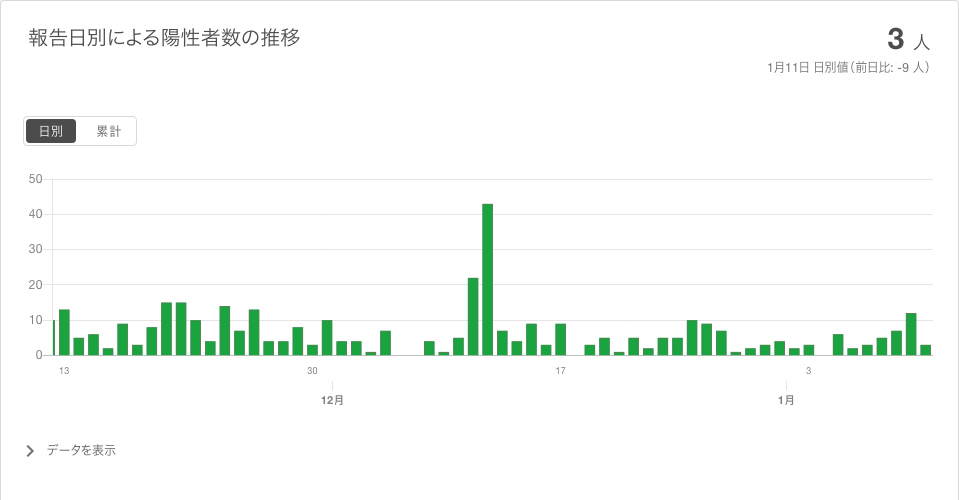 報告日別による陽性者数の推移
3 人
1月11日 日別値（前日比: -9 人）
日別 累計
50
40
30
20
10
0
13 30 17 3
12月 1月
データを表示